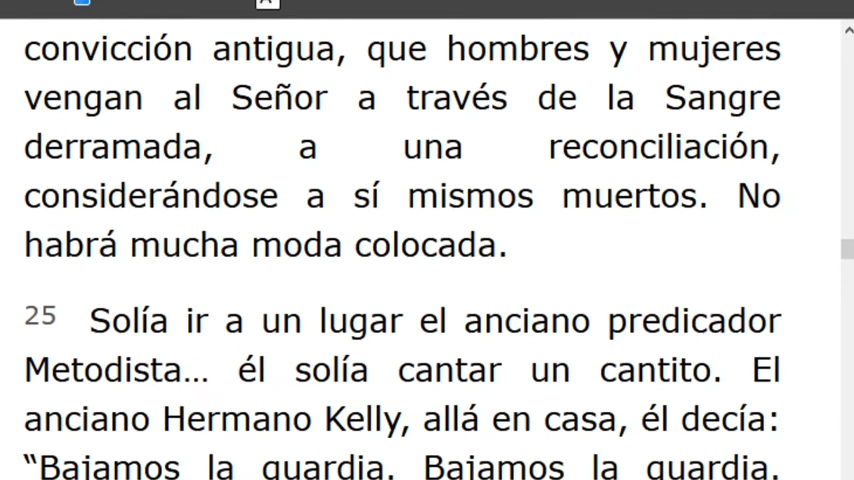 convicción antigua, que hombres y mujeres
vengan al Señor a través de la Sangre
derramada, a una reconciliación,
considerándose a sí mismos muertos. No
habrá mucha moda colocada.
25 Solía ir a un lugar el anciano predicador
Metodista… él solía cantar un cantito. El
anciano Hermano Kelly, allá en casa, él decía:
“Bajamos la guardia. Bajamos la guardia.